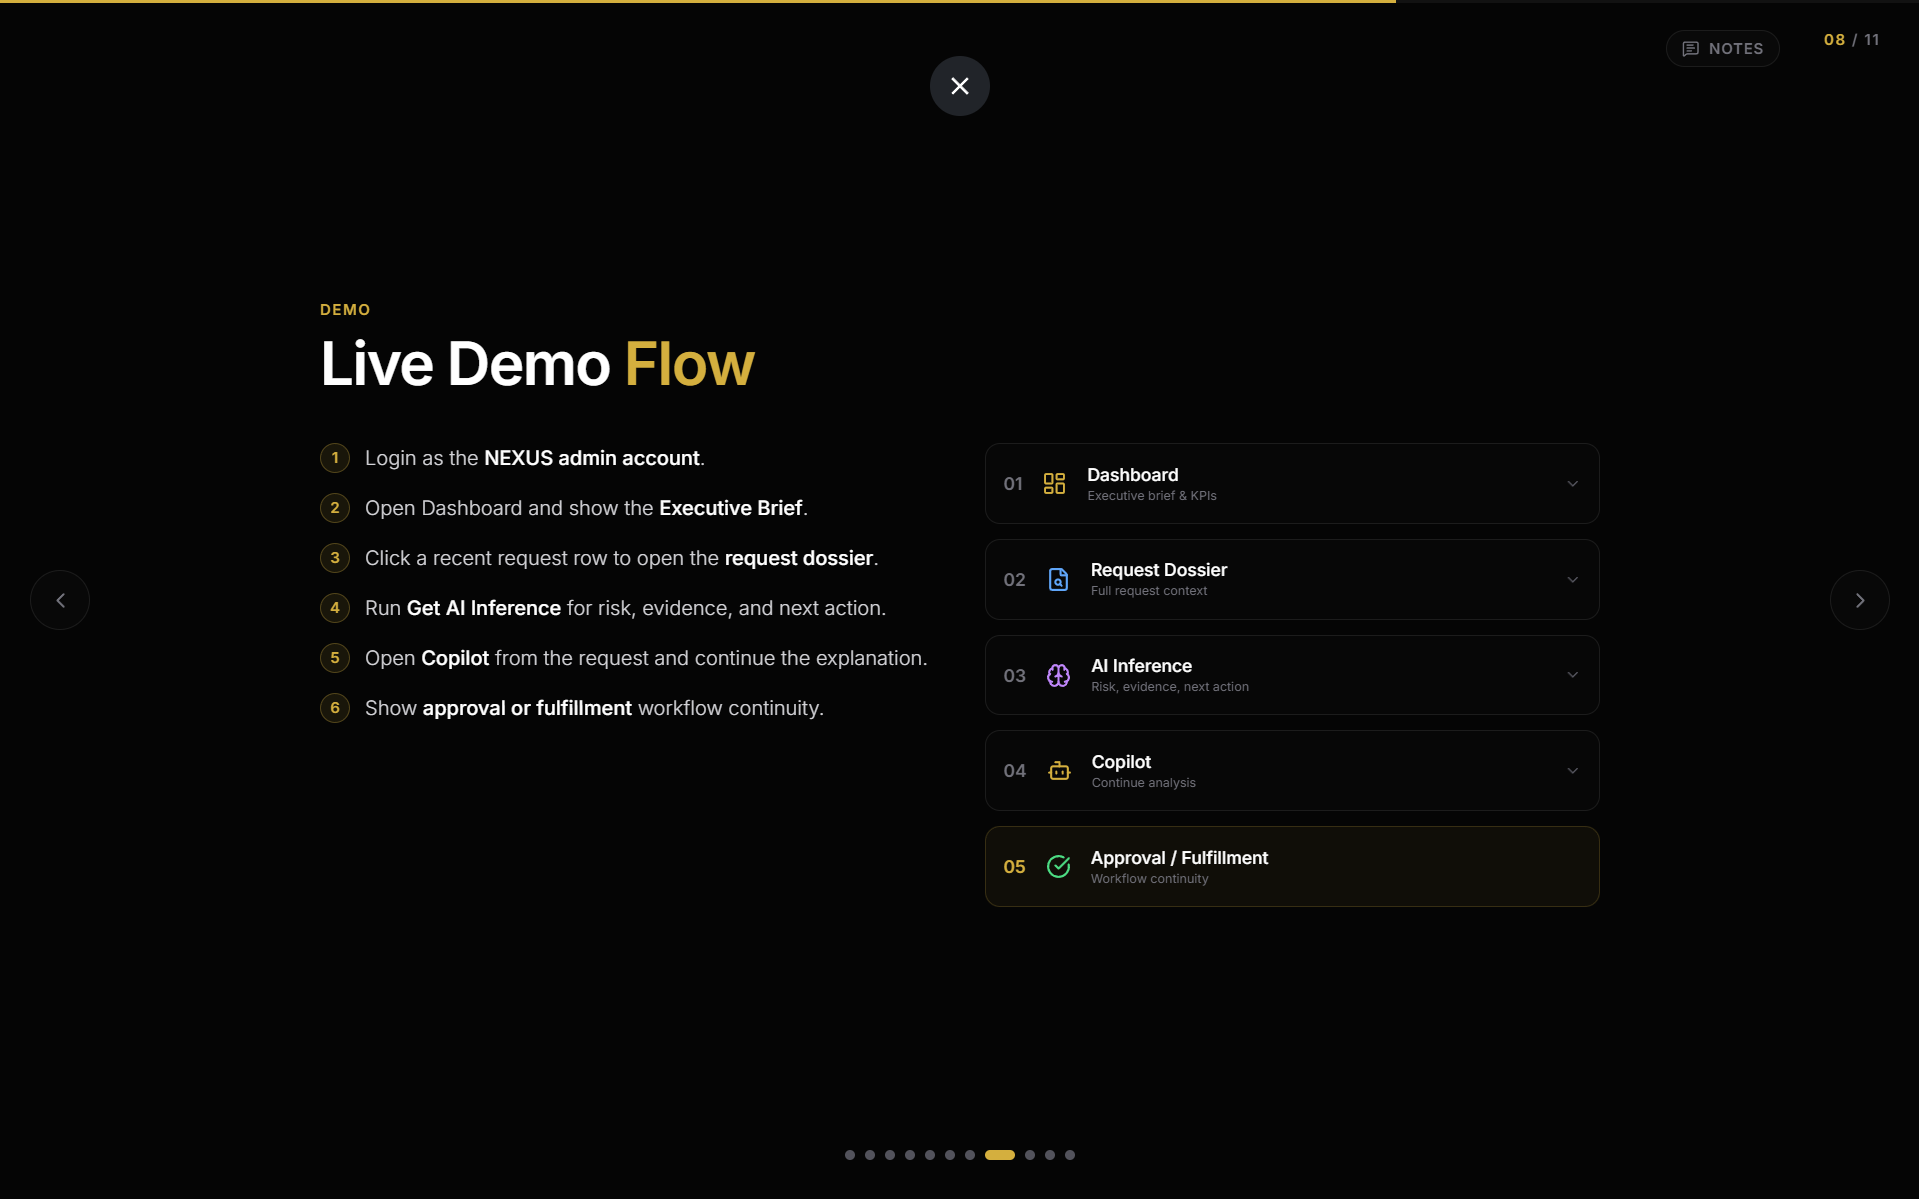 NOTES
08 / 11
DEMO
Live Demo Flow
1 Login as the NEXUS admin account.
2 Open Dashboard and show the Executive Brief.
3 Click a recent request row to open the request dossier.
4 Run Get AI Inference for risk, evidence, and next action.
5 Open Copilot from the request and continue the explanation.
6 Show approval or fulfillment workflow continuity.
01 Dashboard
Executive brief & KPIs
02 Request Dossier
Full request context
03 AI Inference
Risk, evidence, next action
04 Copilot
Continue analysis
05 Approval / Fulfillment
Workflow continuity